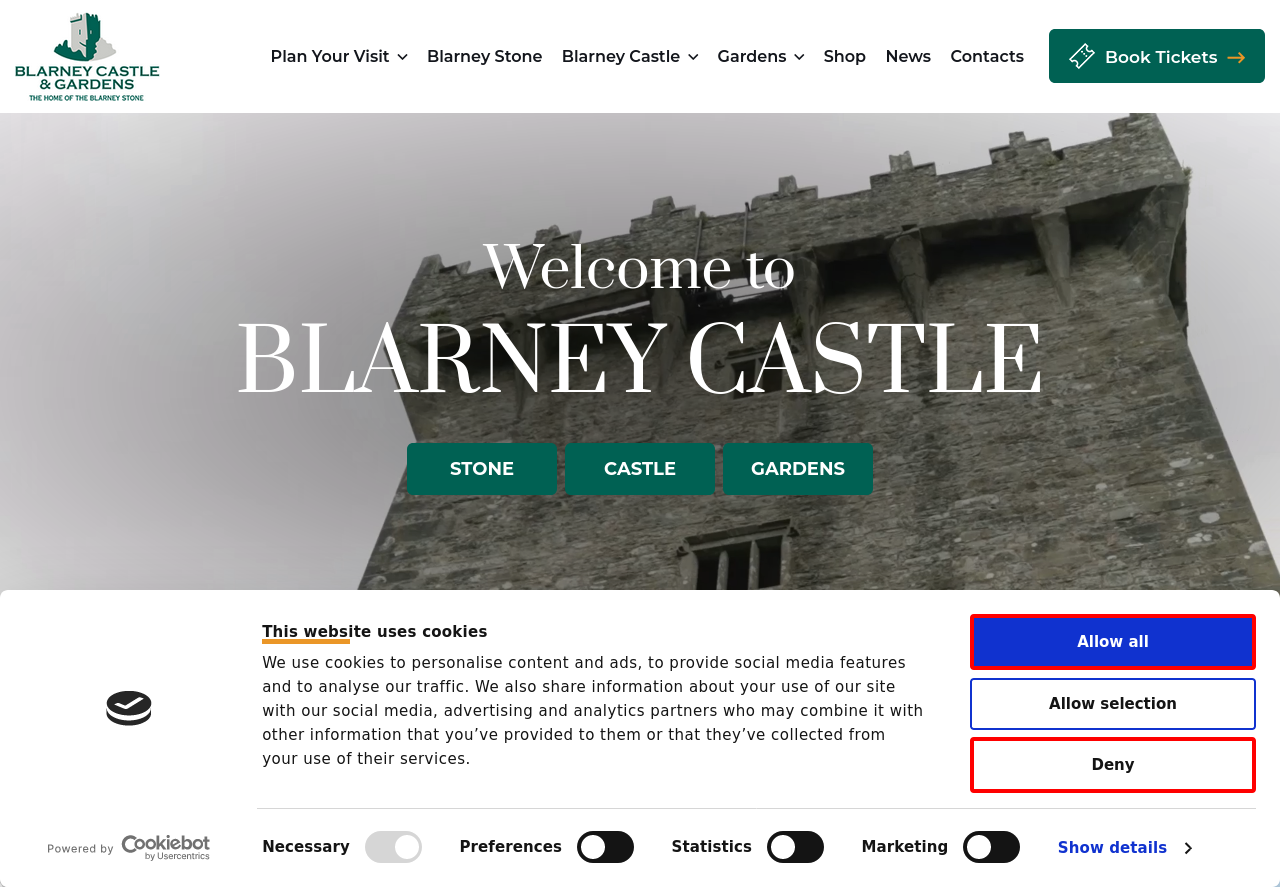 BLARNEY CASTLE
& GARDENS
THE HOME OF THE BLARNEY STONE
Plan Your Visit
Blarney Stone
Blarney Castle
Gardens
Shop
News
Contacts
Book Tickets
Welcome to
BLARNEY CASTLE
STONE
CASTLE
GARDENS
This website uses cookies
We use cookies to personalise content and ads, to provide social media features
and to analyse our traffic. We also share information about your use of our site
with our social media, advertising and analytics partners who may combine it with
other information that you’ve provided to them or that they’ve collected from
your use of their services.
Allow all
Allow selection
Deny
Powered by Cookiebot
by Usercentrics
Necessary
Preferences
Statistics
Marketing
Show details